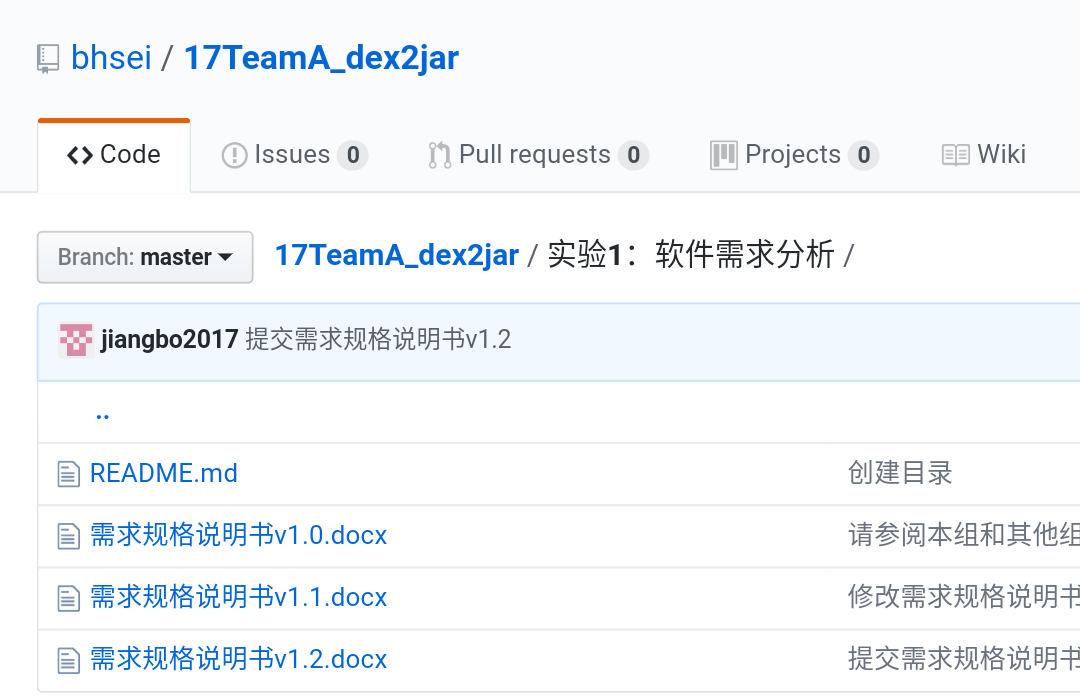 bhsei / 17TeamA_dex2jar
Code Issues 0 Pull requests 0 Projects 0 Wiki
Branch: master 17TeamA_dex2jar / 实验1：软件需求分析 /
jiangbo2017 提交需求规格说明书v1.2
..
README.md 创建目录
需求规格说明书v1.0.docx 请参阅本组和其他组
需求规格说明书v1.1.docx 修改需求规格说明书
需求规格说明书v1.2.docx 提交需求规格说明书